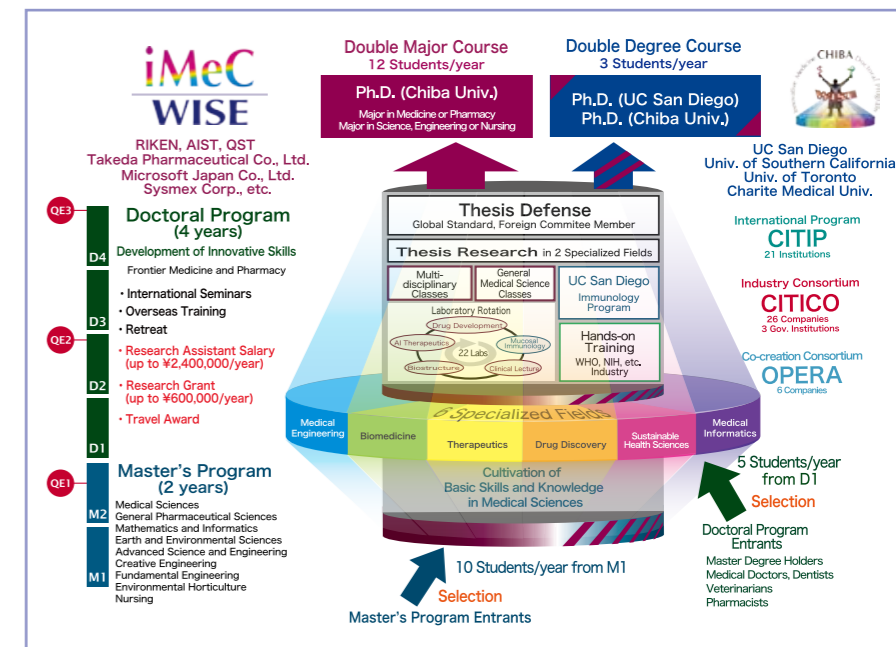 iMeC
WISE
RIKEN, AIST, QST
Takeda Pharmaceutical Co., Ltd.
Microsoft Japan Co., Ltd.
Sysmex Corp., etc.
QE3
D4
D3
QE2
D2
D1
QE1
M2
M1
Doctoral Program
(4 years)
Development of Innovative Skills
Frontier Medicine and Pharmacy
・International Seminars
・Overseas Training
・Retreat
・Research Assistant Salary
(up to ¥2,400,000/year)
・Research Grant
(up to ¥600,000/year)
・Travel Award
Master's Program
(2 years)
Medical Sciences
General Pharmaceutical Sciences
Mathematics and Informatics
Earth and Environmental Sciences
Advanced Science and Engineering
Creative Engineering
Fundamental Engineering
Environmental Horticulture
Nursing
Double Major Course
12 Students/year
Ph.D. (Chiba Univ.)
Major in Medicine or Pharmacy
Major in Science, Engineering or Nursing
Double Degree Course
3 Students/year
Ph.D. (UC San Diego)
Ph.D. (Chiba Univ.)
Thesis Defense
Global Standard, Foreign Commitee Member
Thesis Research in 2 Specialized Fields
Multi-
disciplinary
Classes
General
Medical Science
Classes
UC San Diego
Immunology
Program
Laboratory Rotation
Drug Development
AI Therapeutics
Mucosal
Immunology
22 Labs
Biostructure
Clinical Lecture
Hands-on
Training
WHO, NIH, etc.
Industry
6 Specialized Fields
Medical
Engineering
Biomedicine
Therapeutics
Drug Discovery
Sustainable
Health Sciences
Medical
Informatics
Cultivation of
Basic Skills and Knowledge
in Medical Sciences
10 Students/year from M1
Selection
Master's Program Entrants
CHIBA
UC San Diego
Univ. of Southern California
Univ. of Toronto
Charite Medical Univ.
International Program
CITIP
21 Institutions
Industry Consortium
CITICO
26 Companies
3 Gov. Institutions
Co-creation Consortium
OPERA
6 Companies
5 Students/year
from D1
Selection
Doctoral Program
Entrants
Master Degree Holders
Medical Doctors, Dentists
Veterinarians
Pharmacists